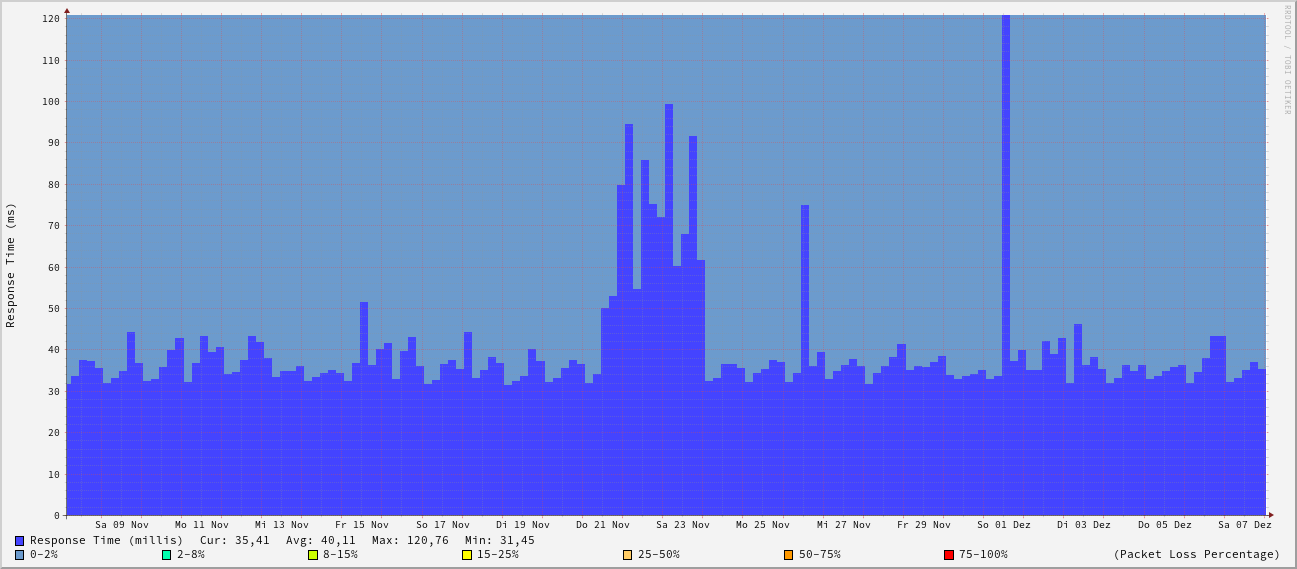 RRDTOOL / TOBI OETIKER
Response Time (ms)
120
110
100
90
80
70
60
50
40
30
20
10
0
Sa 09 Nov Mo 11 Nov Mi 13 Nov Fr 15 Nov So 17 Nov Di 19 Nov Do 21 Nov Sa 23 Nov Mo 25 Nov Mi 27 Nov Fr 29 Nov So 01 Dez Di 03 Dez Do 05 Dez Sa 07 Dez
Response Time (millis) Cur: 35,41 Avg: 40,11 Max: 120,76 Min: 31,45
0-2% 2-8% 8-15% 15-25% 25-50% 50-75% 75-100% (Packet Loss Percentage)